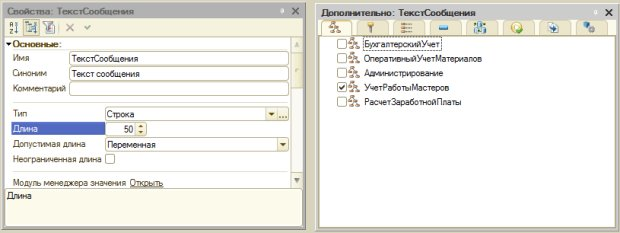 Свойства: ТекстСообщения
Основные:
Имя ТекстСообщения
Синоним Текст сообщения
Комментарий
Тип Строка
Длина 50
Допустимая длина Переменная
Неограниченная длина
Модуль менеджера значения Открыть
Длина
Дополнительно: ТекстСообщения
БухгалтерскийУчет
ОперативныйУчетМатериалов
Администрирование
УчетРаботыМастеров
РасчетЗаработнойПлаты